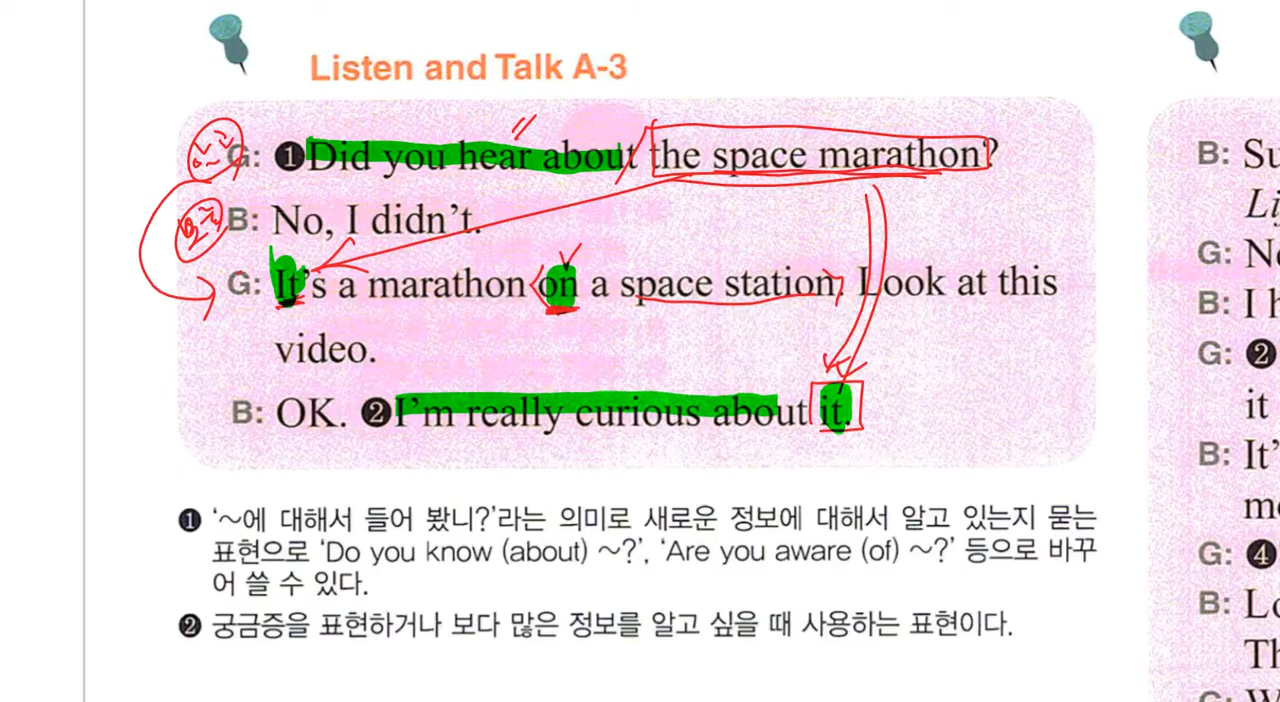 Listen and Talk A-3
G: ❶Did you hear about the space marathon?
B: No, I didn't.
G: It's a marathon on a space station. Look at this
video.
B: OK. ❷I'm really curious about it.
❶ '～에 대해서 들어 봤니?'라는 의미로 새로운 정보에 대해서 알고 있는지 묻는
표현으로 'Do you know (about) ～?', 'Are you aware (of) ～?' 등으로 바꾸
어 쓸 수 있다.
❷ 궁금증을 표현하거나 보다 많은 정보를 알고 싶을 때 사용하는 표현이다.
B:
G:
B: I
G: ❷
it
B: It'
G: ❹
B: